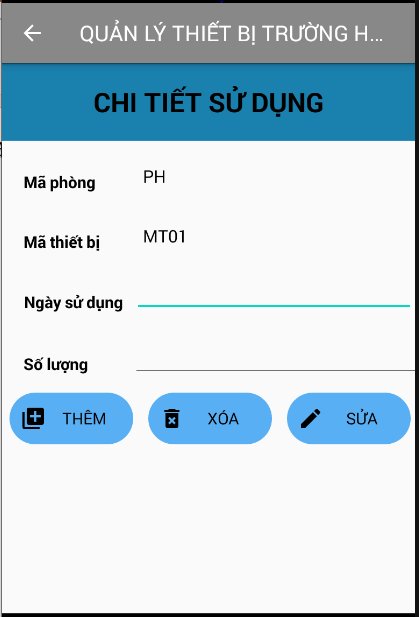 QUẢN LÝ THIẾT BỊ TRƯỜNG H...
CHI TIẾT SỬ DỤNG
Mã phòng PH
Mã thiết bị MT01
Ngày sử dụng
Số lượng
THÊM XÓA SỬA